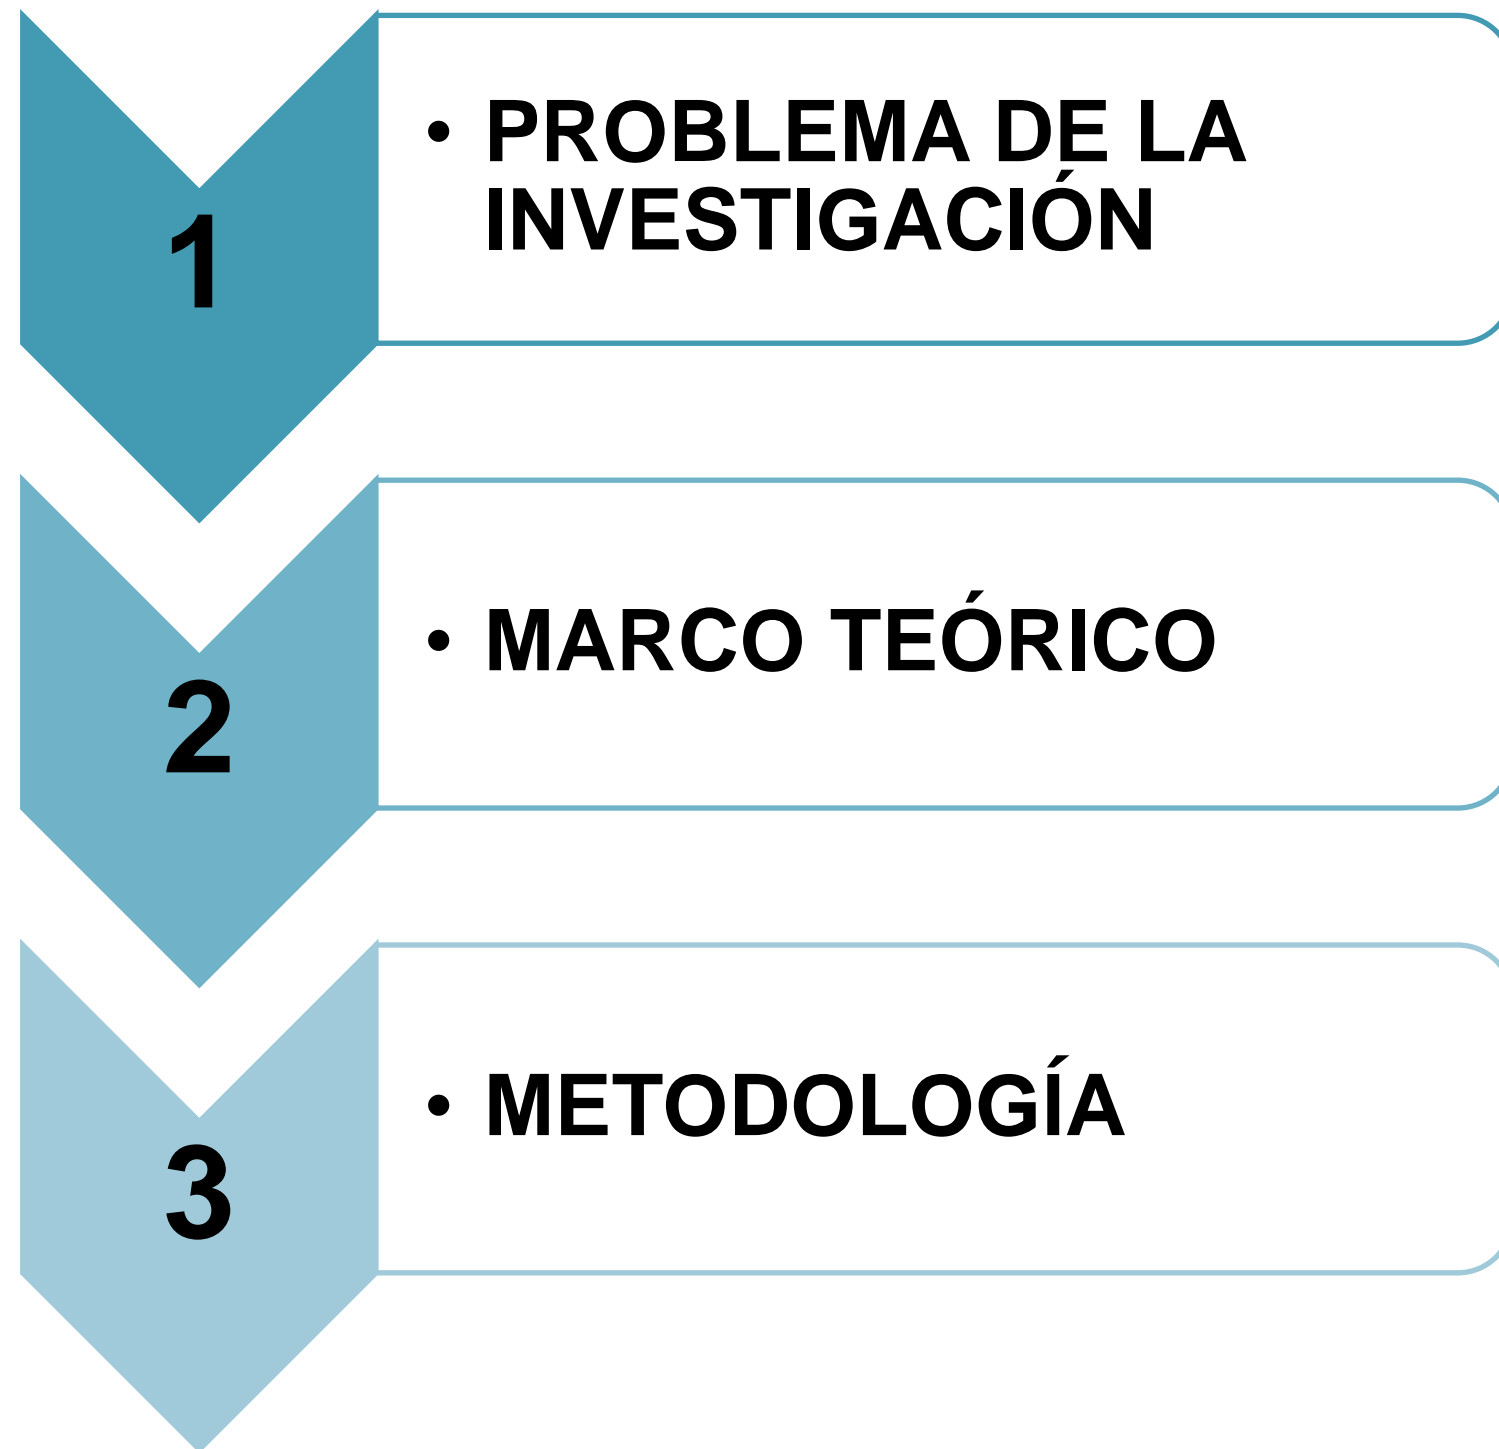 1
• PROBLEMA DE LA
INVESTIGACIÓN
2
• MARCO TEÓRICO
3
• METODOLOGÍA